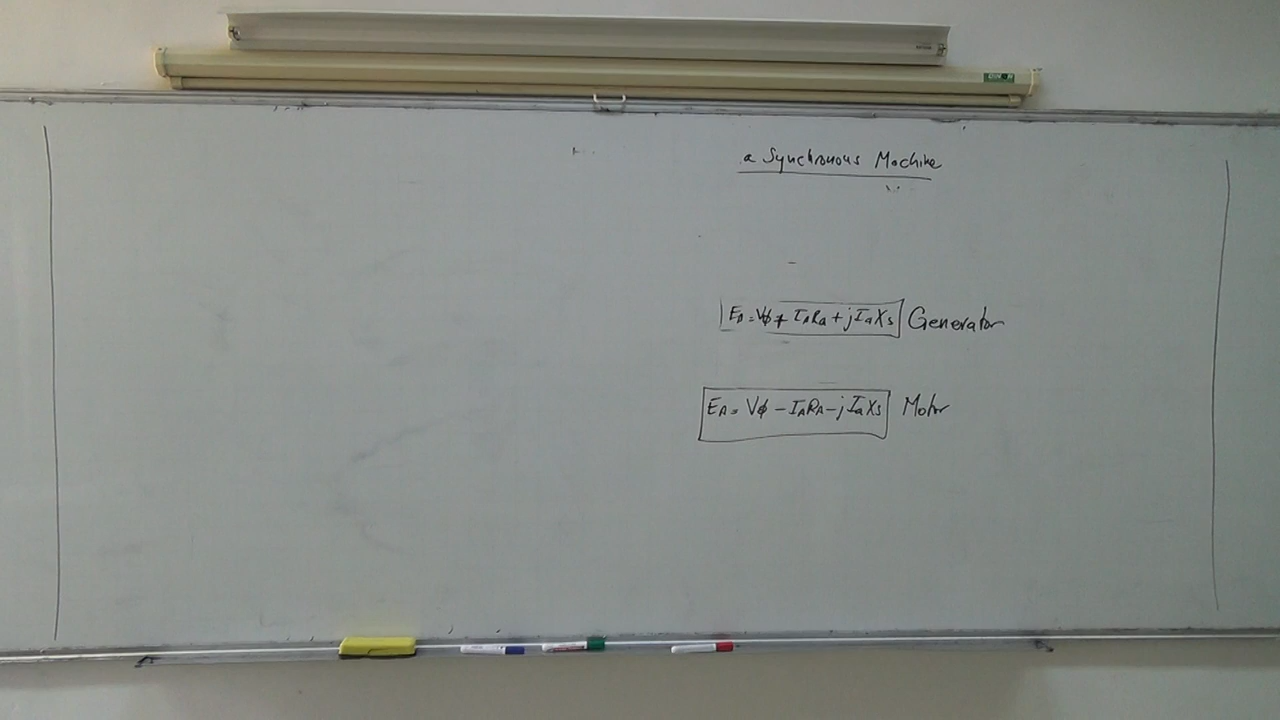 a Synchronous Machine
EA = Vφ + IARA + jIaXs Generator
EA = Vφ - IARA - jIaXs Motor